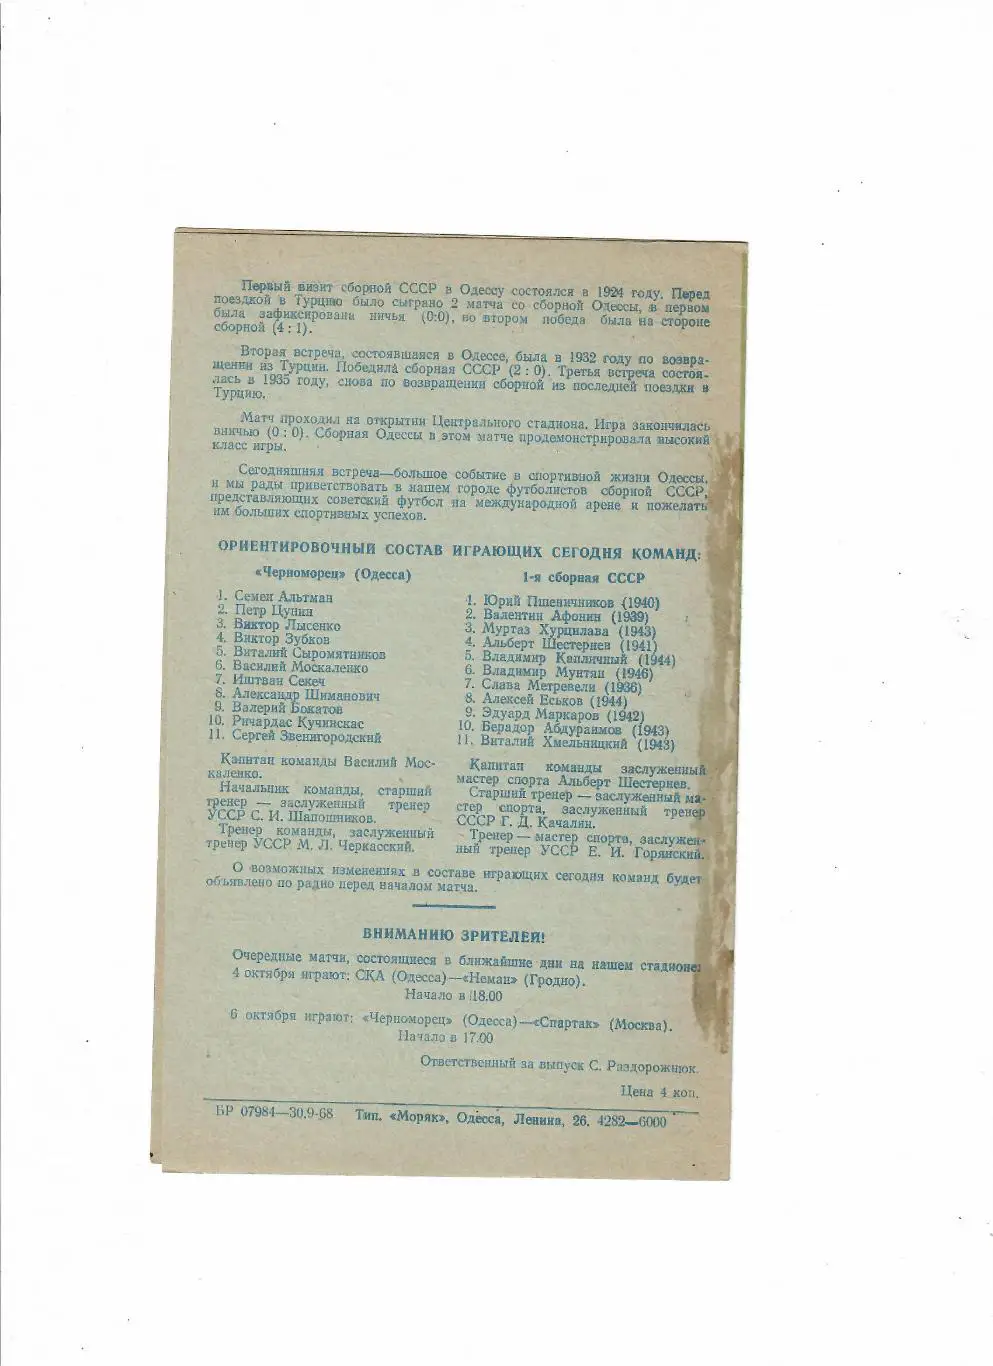 Первый визит сборной СССР в Одессу состоялся в 1924 году. Перед
поездкой в Турцию было сыграно 2 матча со сборной Одессы, в первом
была зафиксирована ничья (0:0), во втором победа была на стороне
сборной (4 : 1).
Вторая встреча, состоявшаяся в Одессе, была в 1932 году по возвра-
щении из Турции. Победила сборная СССР (2 : 0). Третья встреча состоя-
лась в 1935 году, снова по возвращении сборной из последней поездки в
Турцию.
Матч проходил на открытии Центрального стадиона. Игра закончилась
вничью (0 : 0). Сборная Одессы в этом матче продемонстрировала высокий
класс игры.
Сегодняшняя встреча—большое событие в спортивной жизни Одессы,
и мы рады приветствовать в нашем городе футболистов сборной СССР,
представляющих советский футбол на международной арене и пожелать
им больших спортивных успехов.
ОРИЕНТИРОВОЧНЫЙ СОСТАВ ИГРАЮЩИХ СЕГОДНЯ КОМАНД:
«Черноморец» (Одесса)
1. Семен Альтман
2. Петр Цунин
3. Виктор Лысенко
4. Виктор Зубков
5. Виталий Сыромятников
6. Василий Москаленко
7. Иштван Секеч
8. Александр Шиманович
9. Валерий Бокатов
10. Ричардас Кучинскас
11. Сергей Звенигородский
Капитан команды Василий Мос-
каленко.
Начальник команды, старший
тренер — заслуженный тренер
УССР С. И. Шапошников.
Тренер команды, заслуженный
тренер УССР М. Л. Черкасский.
1-я сборная СССР
1. Юрий Пшеничников (1940)
2. Валентин Афонин (1939)
3. Муртаз Хурцилава (1943)
4. Альберт Шестернев (1941)
5. Владимир Капличный (1944)
6. Владимир Мунтян (1946)
7. Слава Метревели (1936)
8. Алексей Еськов (1944)
9. Эдуард Маркаров (1942)
10. Берадор Абдураимов (1943)
11. Виталий Хмельницкий (1943)
Капитан команды заслуженный
мастер спорта Альберт Шестернев.
Старший тренер — заслуженный ма-
стер спорта, заслуженный тренер
СССР Г. Д. Качалин.
Тренер — мастер спорта, заслужен-
ный тренер УССР Е. И. Горянский.
О возможных изменениях в составе играющих сегодня команд будет
объявлено по радио перед началом матча.
ВНИМАНИЮ ЗРИТЕЛЕЙ!
Очередные матчи, состоящиеся в ближайшие дни на нашем стадионе:
4 октября играют: СКА (Одесса)—«Неман» (Гродно).
Начало в 18.00
6 октября играют: «Черноморец» (Одесса)—«Спартак» (Москва).
Начало в 17.00
Ответственный за выпуск С. Раздорожнюк.
Цена 4 коп.
БР 07984—30.9-68 Тип. «Моряк», Одесса, Ленина, 26. 4282—6000